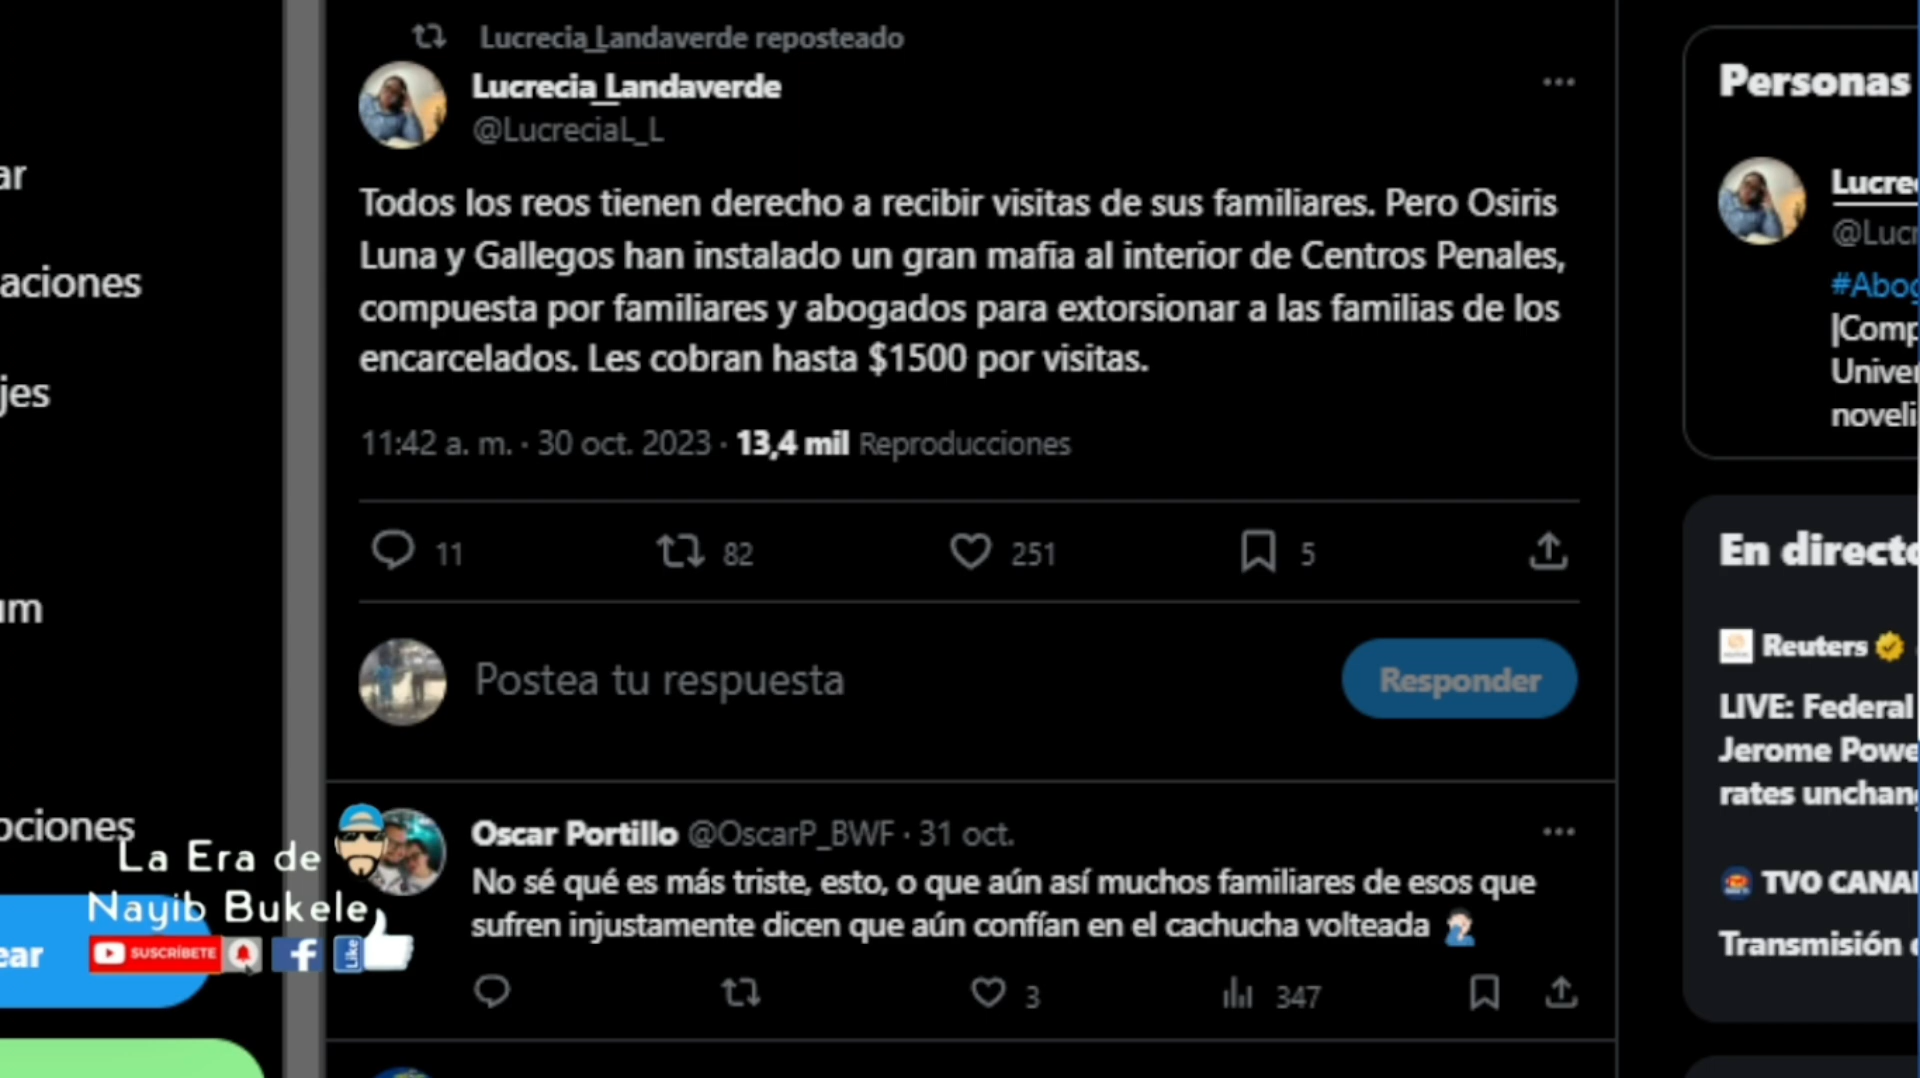 Lucrecia_Landaverde reposteado
Lucrecia_Landaverde
@LucreciaL_L
Todos los reos tienen derecho a recibir visitas de sus familiares. Pero Osiris
Luna y Gallegos han instalado un gran mafia al interior de Centros Penales,
compuesta por familiares y abogados para extorsionar a las familias de los
encarcelados. Les cobran hasta $1500 por visitas.
11:42 a. m. · 30 oct. 2023 · 13,4 mil Reproducciones
11 82 251 5
Postea tu respuesta
Responder
Oscar Portillo @OscarP_BWF · 31 oct.
No sé qué es más triste, esto, o que aún así muchos familiares de esos que
sufren injustamente dicen que aún confían en el cachucha volteada
3 347
ar
aciones
jes
um
ociones
ear
La Era de
Nayib Bukele
SUSCRÍBETE
Like
Personas
Lucre
@Lucr
#Abog
|Comp
Univer
noveli
En directo
Reuters
LIVE: Federal
Jerome Powe
rates unchang
TVO CANAL
Transmisión